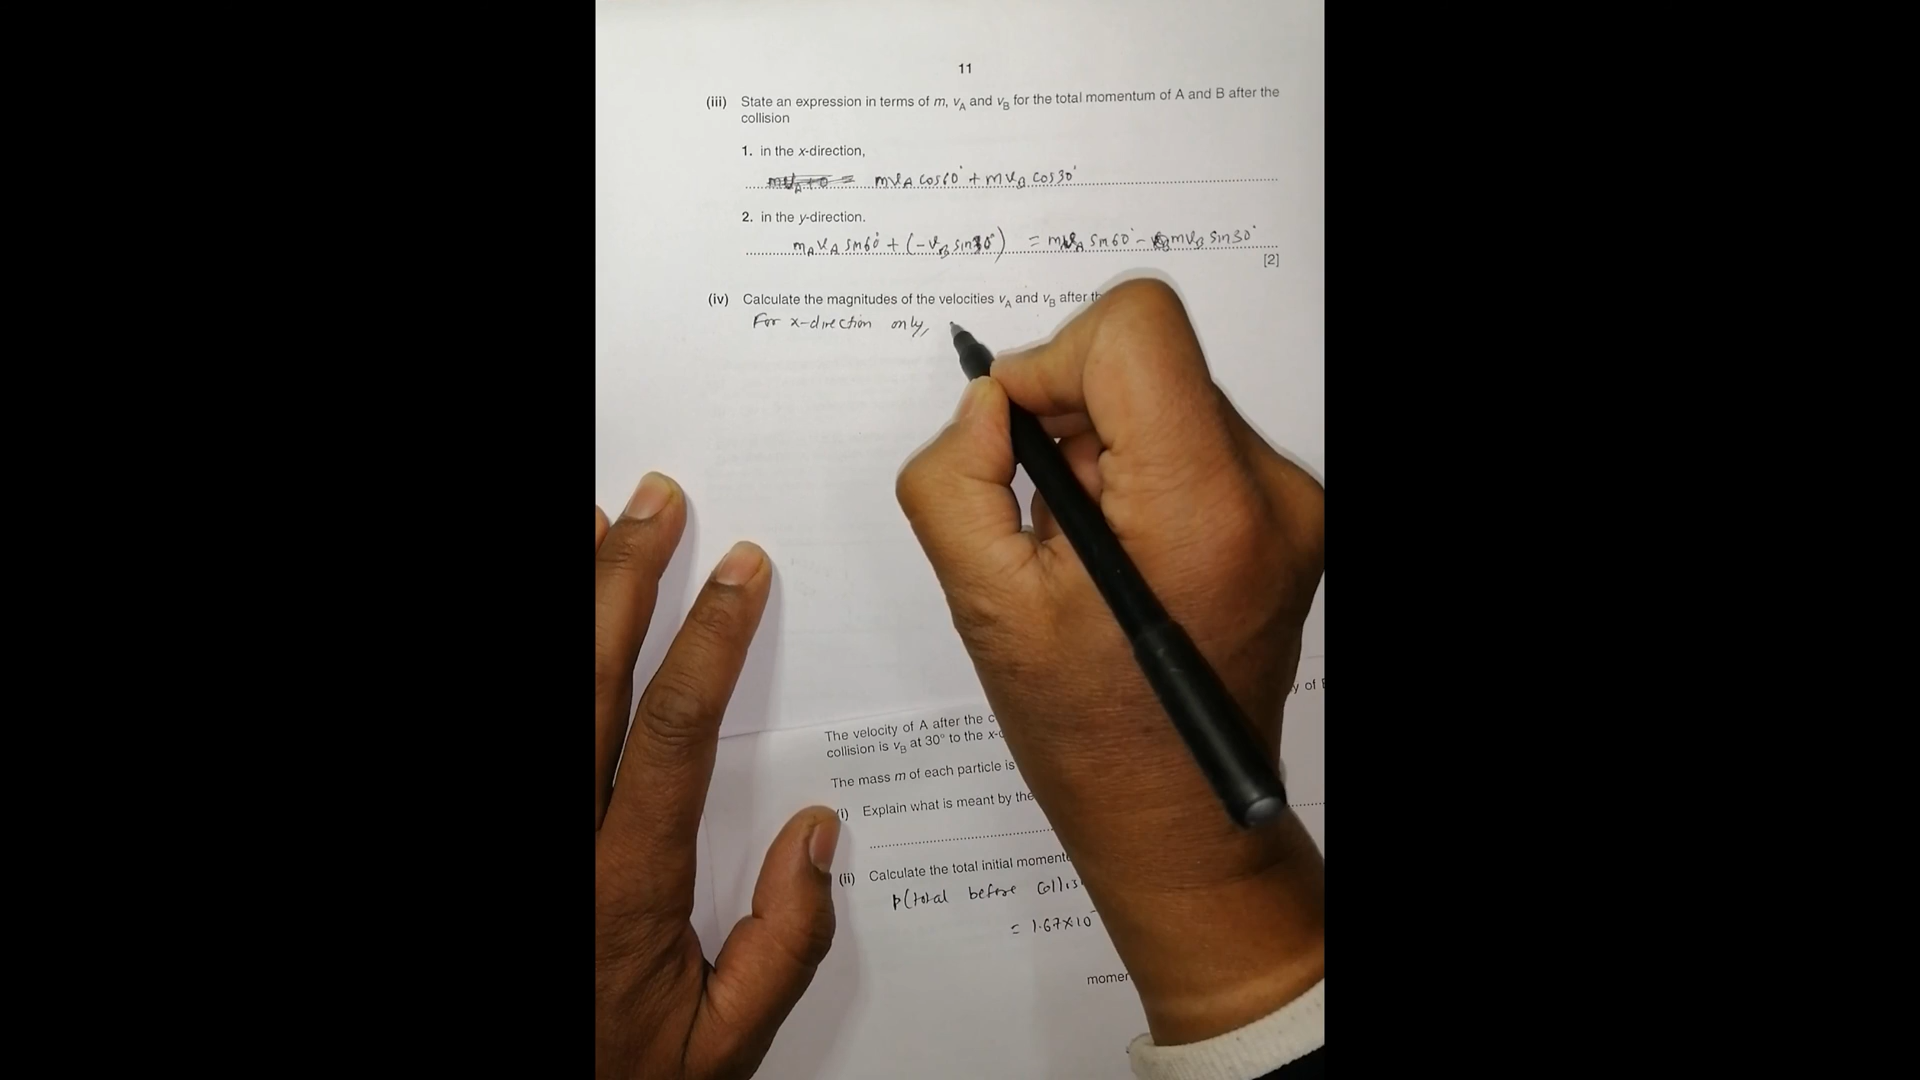 11
(iii) State an expression in terms of m, vA and vB for the total momentum of A and B after the
collision
1. in the x-direction,
mvA cos60° + mvB cos30°
2. in the y-direction.
mAvA sin60° + (-vB sin30°) = mvA sin60° - mvB sin30°
[2]
(iv) Calculate the magnitudes of the velocities vA and vB after
For x-direction only,
y of
The velocity of A after the
collision is vB at 30° to the
The mass m of each particle is
(i) Explain what is meant by the
(ii) Calculate the total initial
p(total before
= 1.67×10